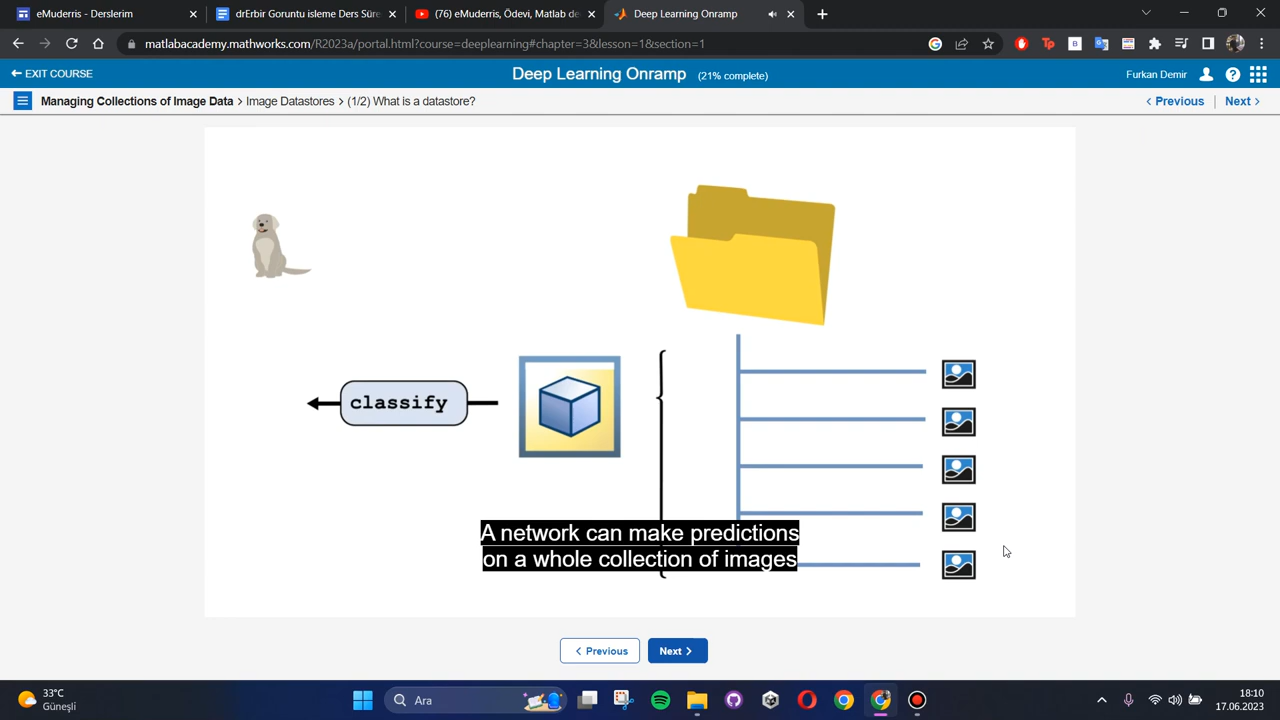 eMuderris - Derslerim
drErbir Goruntu isleme Ders Süre
(76) eMuderris, Ödevi, Matlab de
Deep Learning Onramp
matlabacademy.mathworks.com/R2023a/portal.html?course=deeplearning#chapter=3&lesson=1&section=1
EXIT COURSE
Deep Learning Onramp (21% complete)
Furkan Demir
Managing Collections of Image Data > Image Datastores > (1/2) What is a datastore?
Previous
Next
classify
A network can make predictions
on a whole collection of images
Previous
Next
33°C
Güneşli
Ara
18:10
17.06.2023